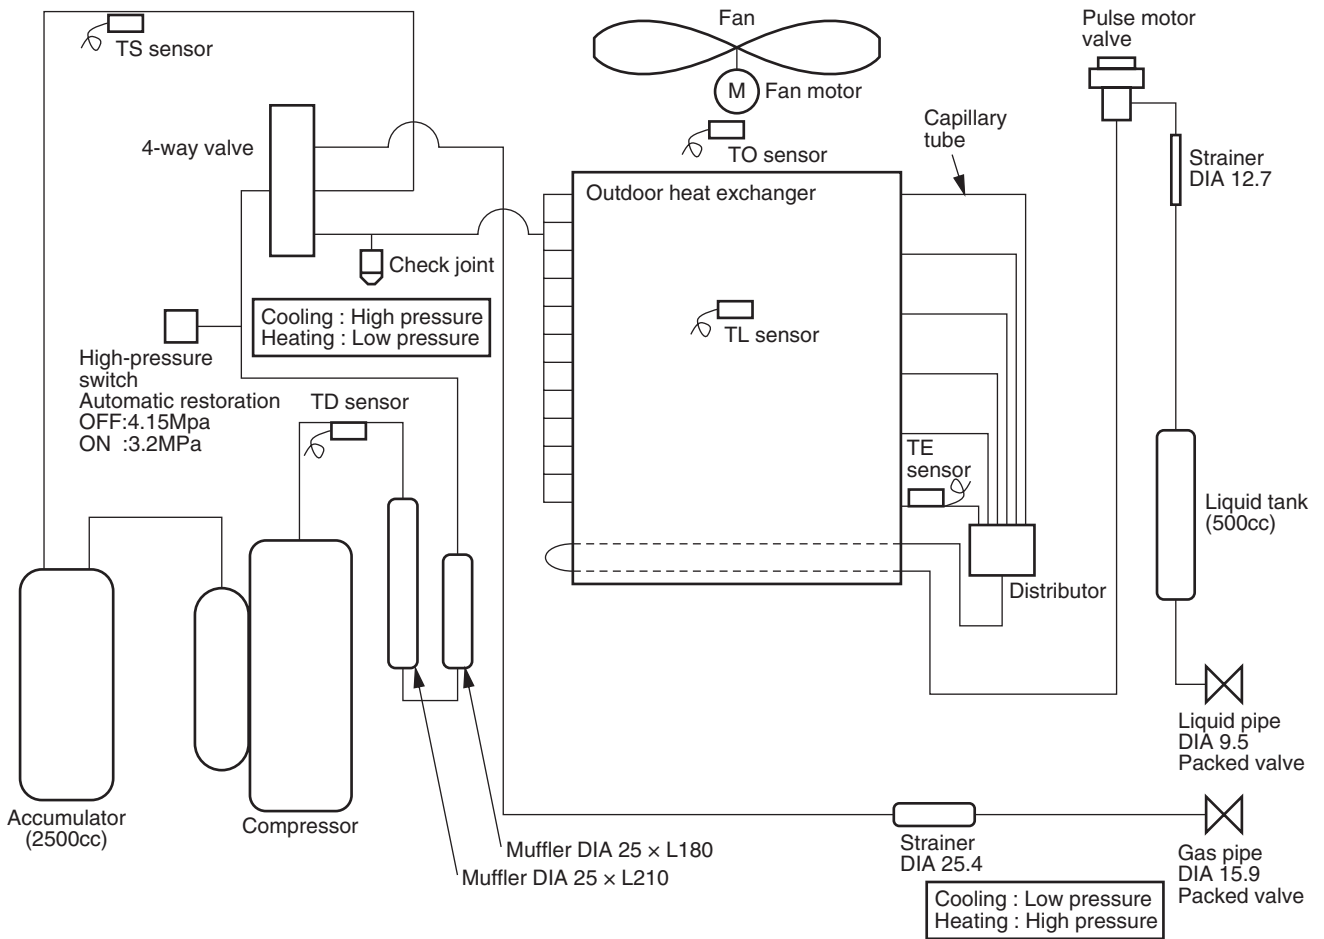 Fan
Pulse motor
valve
TS sensor
M
Fan motor
4-way valve
Capillary
tube
TO sensor
Strainer
DIA 12.7
Outdoor heat exchanger
Check joint
Cooling : High pressure
Heating : Low pressure
TL sensor
High-pressure
switch
Automatic restoration
OFF:4.15Mpa
ON :3.2MPa
TD sensor
TE
sensor
Liquid tank
(500cc)
Distributor
Liquid pipe
DIA 9.5
Packed valve
Accumulator
(2500cc)
Compressor
Muffler DIA 25 × L180
Muffler DIA 25 × L210
Strainer
DIA 25.4
Gas pipe
DIA 15.9
Packed valve
Cooling : Low pressure
Heating : High pressure